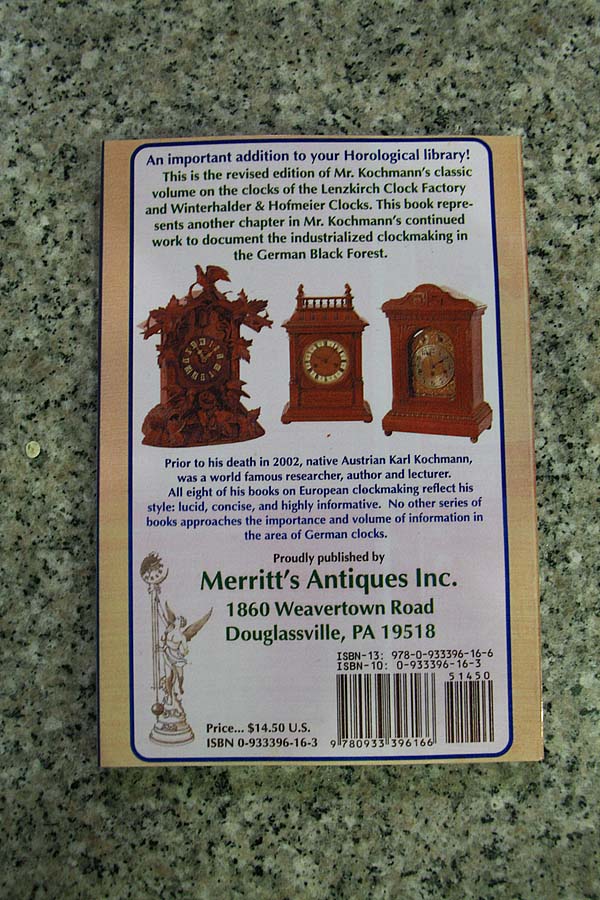 An important addition to your Horological library!
This is the revised edition of Mr. Kochmann's classic
volume on the clocks of the Lenzkirch Clock Factory
and Winterhalder & Hofmeier Clocks. This book repre-
sents another chapter in Mr. Kochmann's continued
work to document the industrialized clockmaking in
the German Black Forest.
Prior to his death in 2002, native Austrian Karl Kochmann,
was a world famous researcher, author and lecturer.
All eight of his books on European clockmaking reflect his
style: lucid, concise, and highly informative. No other series of
books approaches the importance and volume of information in
the area of German clocks.
Proudly published by
Merritt's Antiques Inc.
1860 Weavertown Road
Douglassville, PA 19518
ISBN-13: 978-0-933396-16-6
ISBN-10: 0-933396-16-3
51450
Price... $14.50 U.S.
ISBN 0-933396-16-3
9 780933 396166